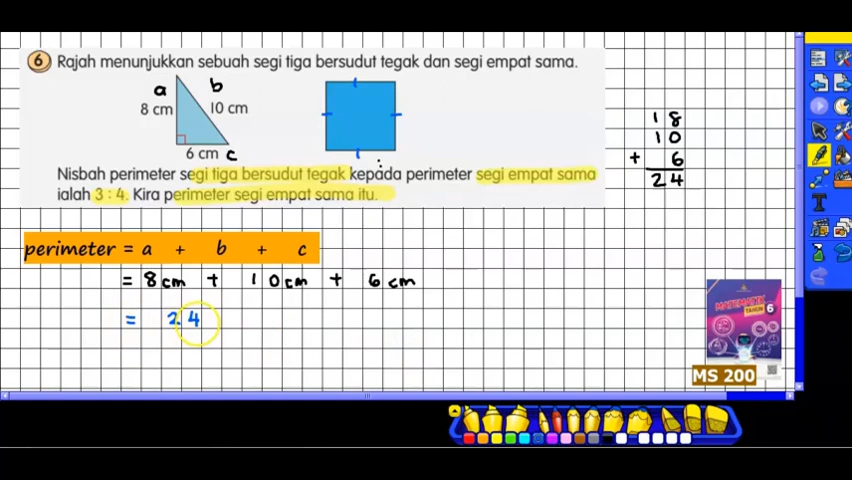 6 Rajah menunjukkan sebuah segi tiga bersudut tegak dan segi empat sama.
a b
8 cm 10 cm
6 cm c
Nisbah perimeter segi tiga bersudut tegak kepada perimeter segi empat sama
ialah 3 : 4. Kira perimeter segi empat sama itu.
:
18
10
+ 6
24
perimeter = a + b + c
= 8 cm + 10 cm + 6 cm
= 24
MATEMATIK
TAHUN 6
MS 200
T